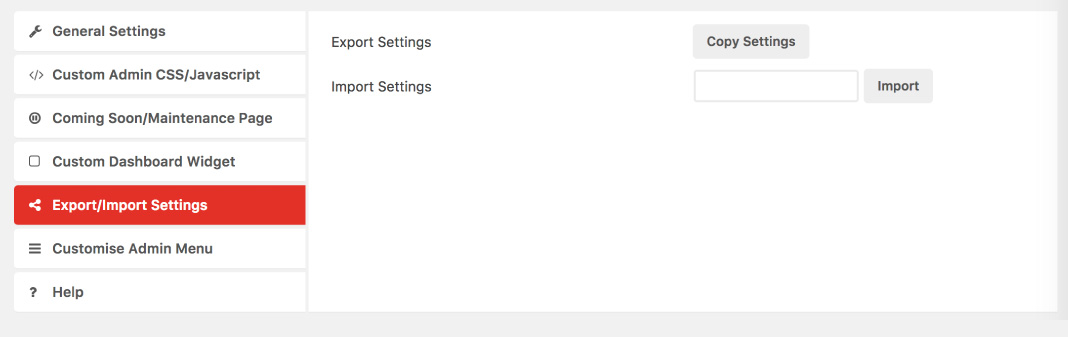 General Settings
Custom Admin CSS/Javascript
Coming Soon/Maintenance Page
Custom Dashboard Widget
Export/Import Settings
Customise Admin Menu
Help
Export Settings
Copy Settings
Import Settings
Import